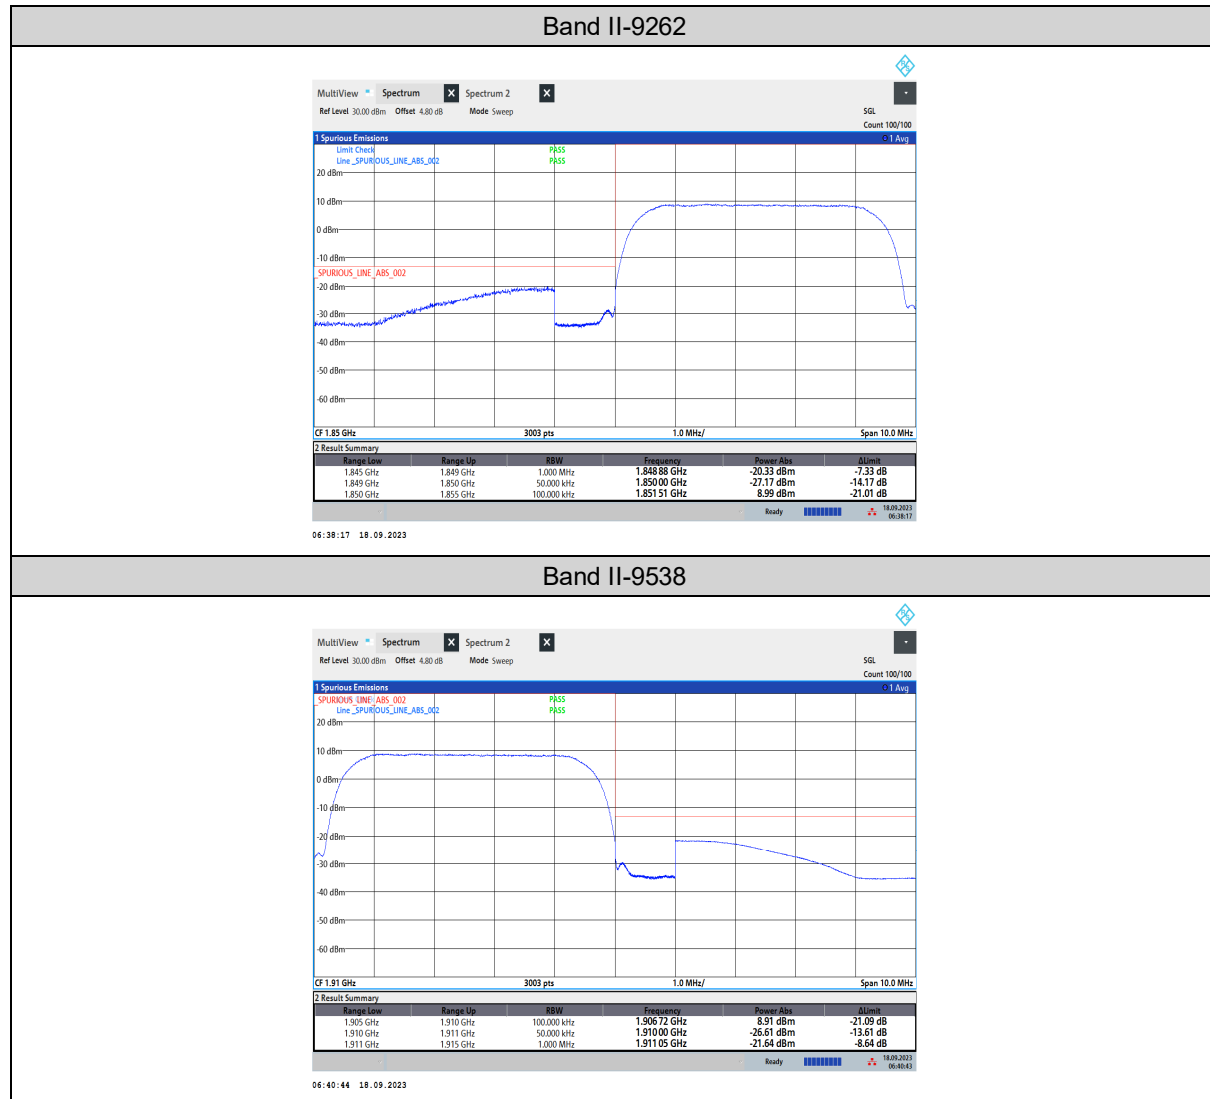 Band II-9262
MultiView Spectrum X Spectrum 2 X
Ref Level 30.00 dBm Offset 4.80 dB Mode Sweep SGL
Count 100/100
1 Spurious Emissions 1 Avg
Limit Check PASS
Line _SPURIOUS_LINE_ABS_002 PASS
20 dBm
10 dBm
0 dBm
-10 dBm
_SPURIOUS_LINE_ABS_002
-20 dBm
-30 dBm
-40 dBm
-50 dBm
-60 dBm
CF 1.85 GHz 3003 pts 1.0 MHz/ Span 10.0 MHz
2 Result Summary
Range Low Range Up RBW Frequency Power Abs ΔLimit
1.845 GHz 1.849 GHz 1.000 MHz 1.84888 GHz -20.33 dBm -7.33 dB
1.849 GHz 1.850 GHz 50.000 kHz 1.85000 GHz -27.17 dBm -14.17 dB
1.850 GHz 1.855 GHz 100.000 kHz 1.85151 GHz 8.99 dBm -21.01 dB
Ready 18.09.2023
06:38:17
06:38:17 18.09.2023
Band II-9538
MultiView Spectrum X Spectrum 2 X
Ref Level 30.00 dBm Offset 4.80 dB Mode Sweep SGL
Count 100/100
1 Spurious Emissions 1 Avg
_SPURIOUS_LINE_ABS_002 PASS
Line _SPURIOUS_LINE_ABS_002 PASS
20 dBm
10 dBm
0 dBm
-10 dBm
-20 dBm
-30 dBm
-40 dBm
-50 dBm
-60 dBm
CF 1.91 GHz 3003 pts 1.0 MHz/ Span 10.0 MHz
2 Result Summary
Range Low Range Up RBW Frequency Power Abs ΔLimit
1.905 GHz 1.910 GHz 100.000 kHz 1.90672 GHz 8.91 dBm -21.09 dB
1.910 GHz 1.911 GHz 50.000 kHz 1.91000 GHz -26.61 dBm -13.61 dB
1.911 GHz 1.915 GHz 1.000 MHz 1.91105 GHz -21.64 dBm -8.64 dB
Ready 18.09.2023
06:40:43
06:40:44 18.09.2023